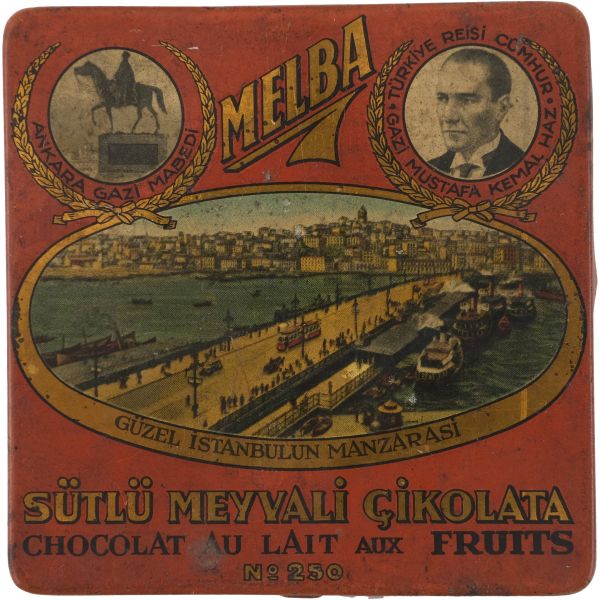 MELBA
ANKARA GAZİ MABEDİ
TÜRKİYE REİSİ CUMHUR
GAZİ MUSTAFA KEMAL HAZ.
GÜZEL İSTANBULUN MANZARASİ
SÜTLÜ MEYVALİ ÇİKOLATA
CHOCOLAT AU LAIT AUX FRUITS
No 250